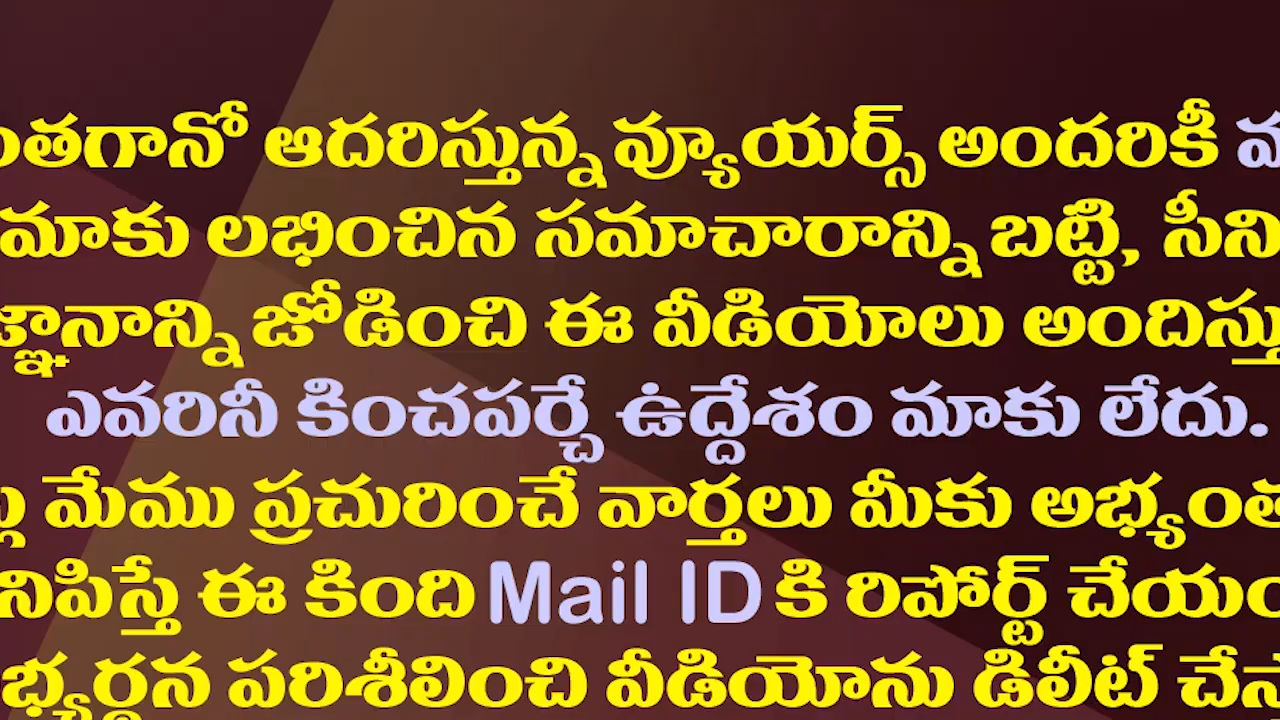 ంతగానో ఆదరిస్తున్న వ్యూయర్స్ అందరికీ
మాకు లభించిన సమాచారాన్ని బట్టి, సీని
జ్ఞానాన్ని జోడించి ఈ వీడియోలు అందిస్తు
ఎవరినీ కించపర్చే ఉద్దేశం మాకు లేదు.
మేము ప్రచురించే వార్తలు మీకు అభ్యంత
నిపిస్తే ఈ కింది Mail ID కి రిపోర్ట్ చేయం
భ్యర్థన పరిశీలించి వీడియోను డిలీట్ చేస